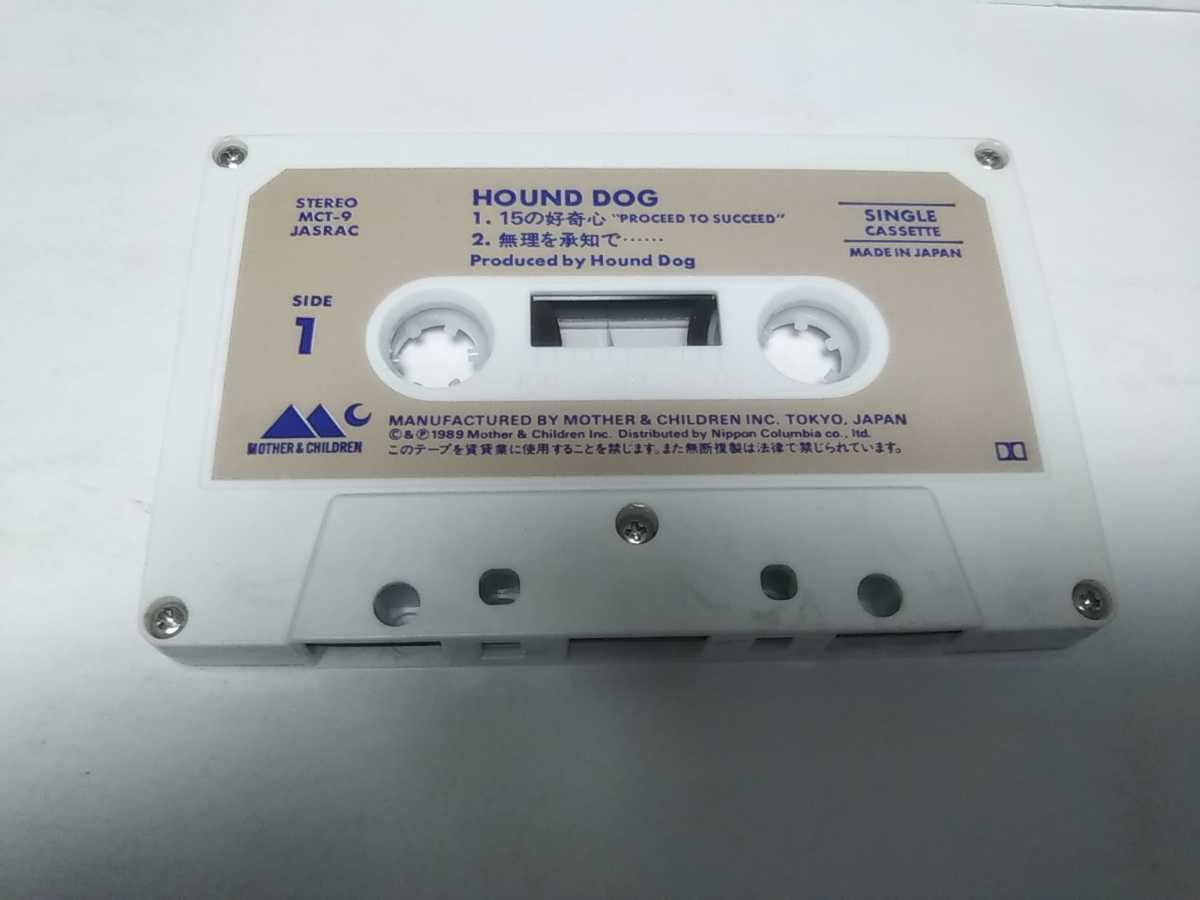 STEREO
MCT-9
JASRAC
HOUND DOG
1. 15の好奇心 "PROCEED TO SUCCEED"
2. 無理を承知で……
Produced by Hound Dog
SINGLE
CASSETTE
MADE IN JAPAN
SIDE
1
MOTHER & CHILDREN
MANUFACTURED BY MOTHER & CHILDREN INC. TOKYO, JAPAN
©&℗1989 Mother & Children Inc. Distributed by Nippon Columbia co., ltd.
このテープを賃貸業に使用することを禁じます。また無断複製は法律で禁じられています。